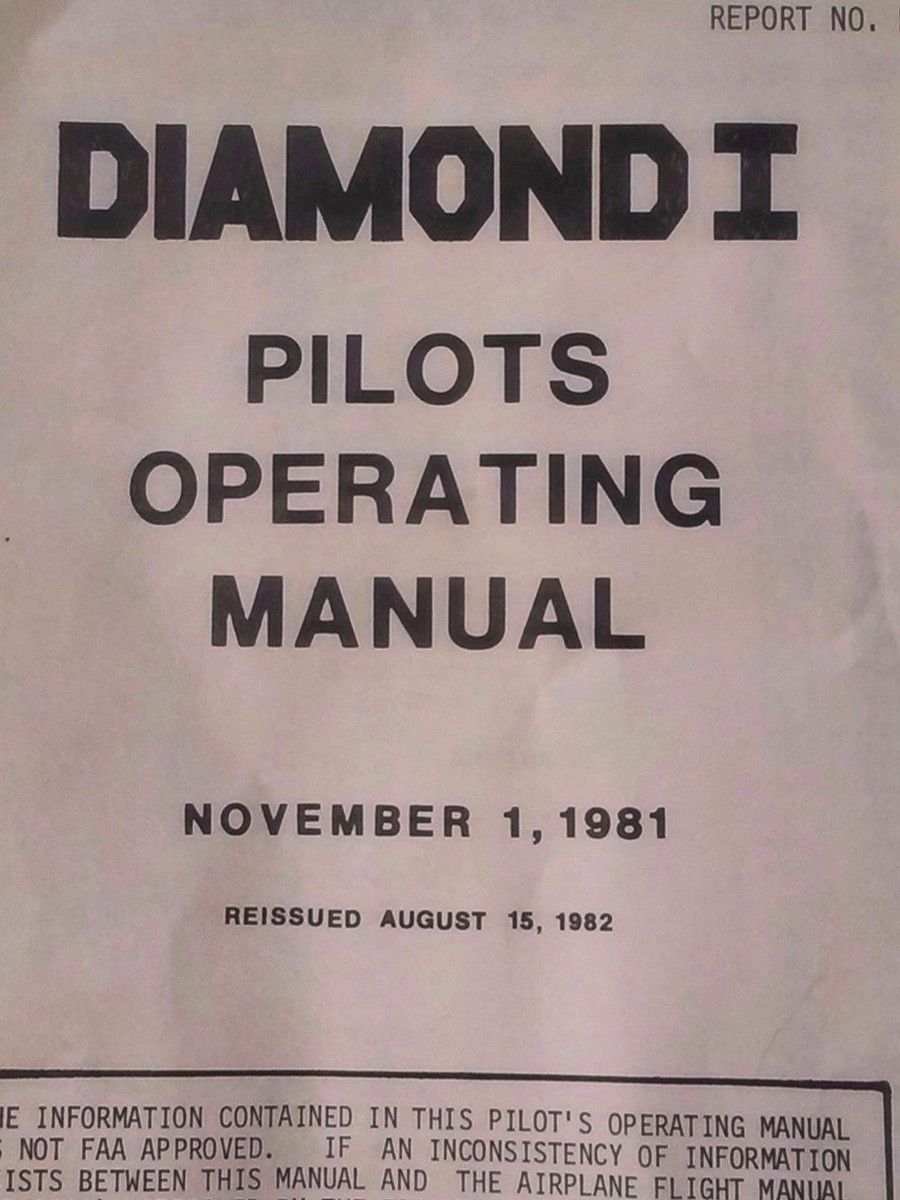 REPORT NO.
DIAMOND I
PILOTS
OPERATING
MANUAL
NOVEMBER 1, 1981
REISSUED AUGUST 15, 1982
INFORMATION CONTAINED IN THIS PILOT'S OPERATING MANUAL
NOT FAA APPROVED. IF AN INCONSISTENCY OF INFORMATION
BETWEEN THIS MANUAL AND THE AIRPLANE FLIGHT MANUAL